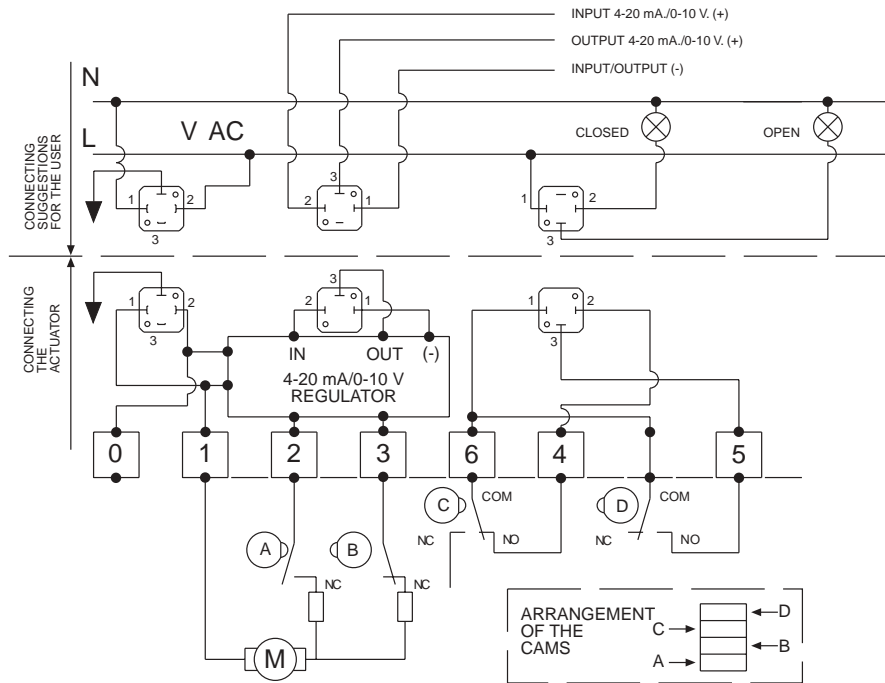 INPUT 4-20 mA./0-10 V. (+)
OUTPUT 4-20 mA./0-10 V. (+)
INPUT/OUTPUT (-)
N
CLOSED
OPEN
L
V AC
CONNECTING
SUGGESTIONS
FOR THE USER
1
2
3
2
3
1
1
2
3
CONNECTING
THE
ACTUATOR
1
2
3
2
3
1
1
2
3
IN
OUT
(-)
4-20 mA/0-10 V
REGULATOR
0
1
2
3
6
4
5
C
COM
NC
NO
D
COM
NC
NO
A
NC
B
NC
M
ARRANGEMENT
OF THE
CAMS
D
C
B
A